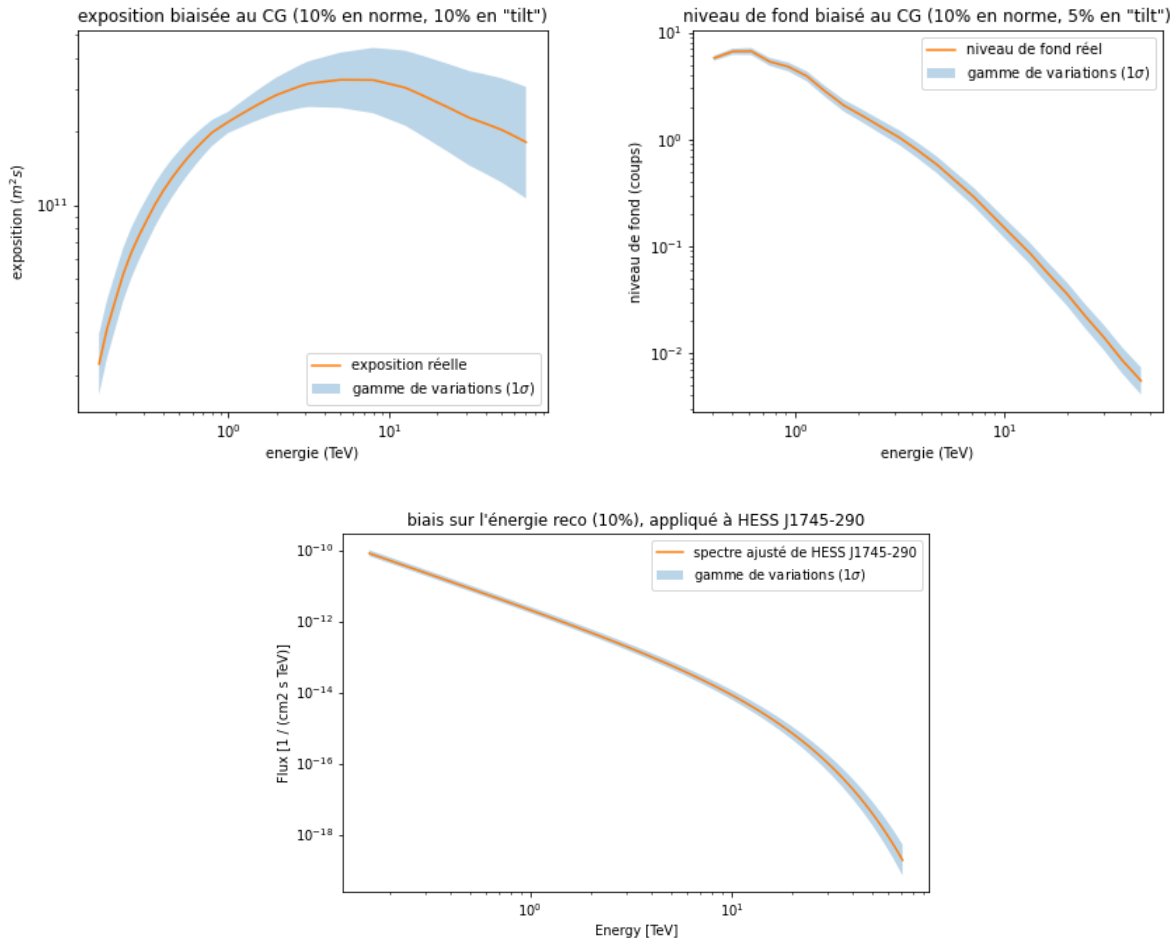 exposition biaisée au CG (10% en norme, 10% en "tilt")
exposition (m²s)
10¹¹
exposition réelle
gamme de variations (1σ)
10⁰
10¹
energie (TeV)
niveau de fond biaisé au CG (10% en norme, 5% en "tilt")
niveau de fond (coups)
10¹
10⁰
10⁻¹
10⁻²
niveau de fond réel
gamme de variations (1σ)
10⁰
10¹
energie (TeV)
biais sur l'énergie reco (10%), appliqué à HESS J1745-290
Flux [1 / (cm2 s TeV)]
10⁻¹⁰
10⁻¹²
10⁻¹⁴
10⁻¹⁶
10⁻¹⁸
spectre ajusté de HESS J1745-290
gamme de variations (1σ)
10⁰
10¹
Energy [TeV]